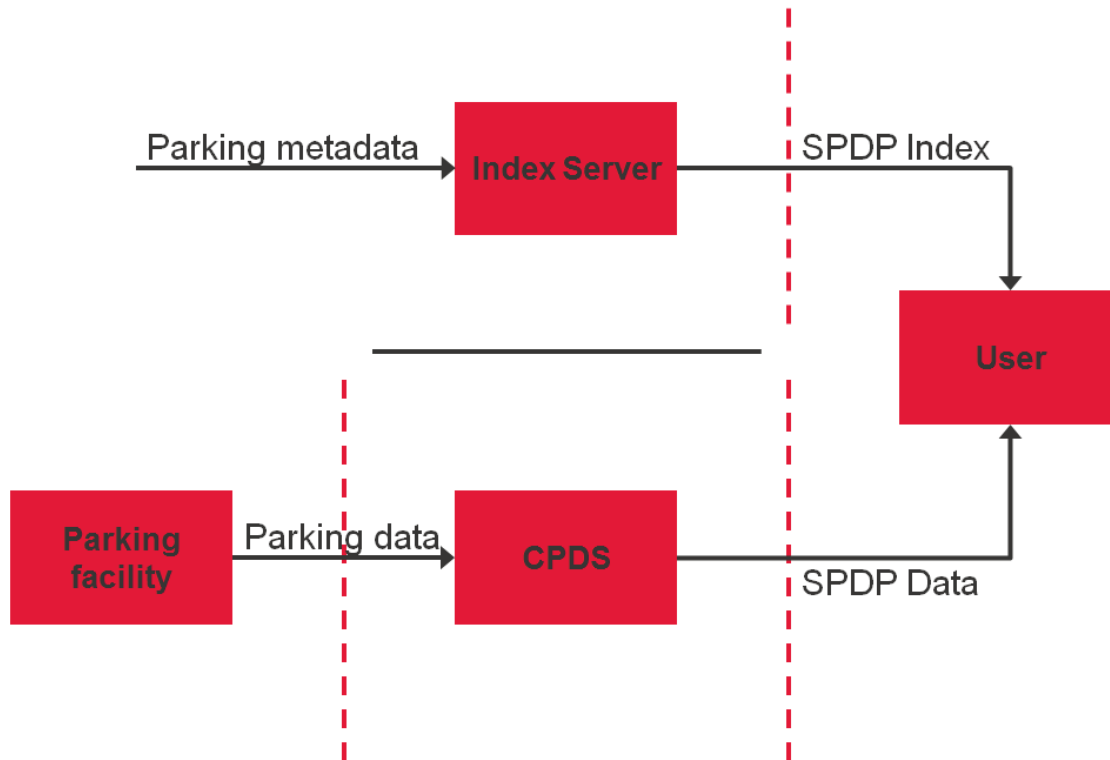 Parking metadata
Index Server
SPDP Index
User
Parking
facility
Parking data
CPDS
SPDP Data